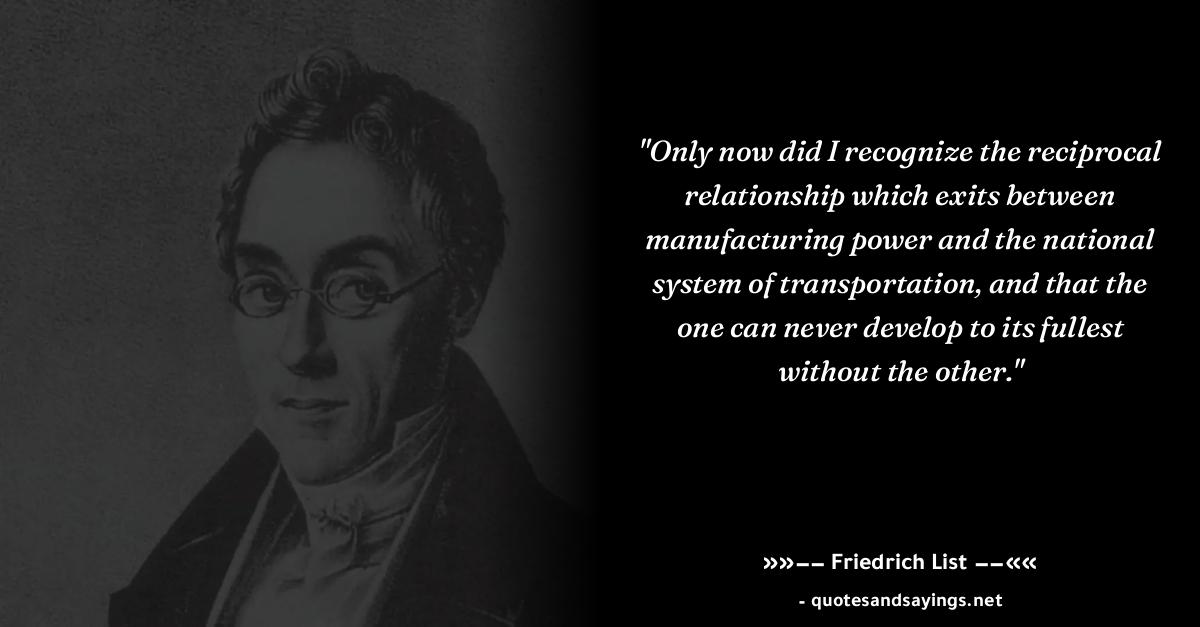 "Only now did I recognize the reciprocal
relationship which exits between
manufacturing power and the national
system of transportation, and that the
one can never develop to its fullest
without the other."
»»−− Friedrich List −−««
- quotesandsayings.net